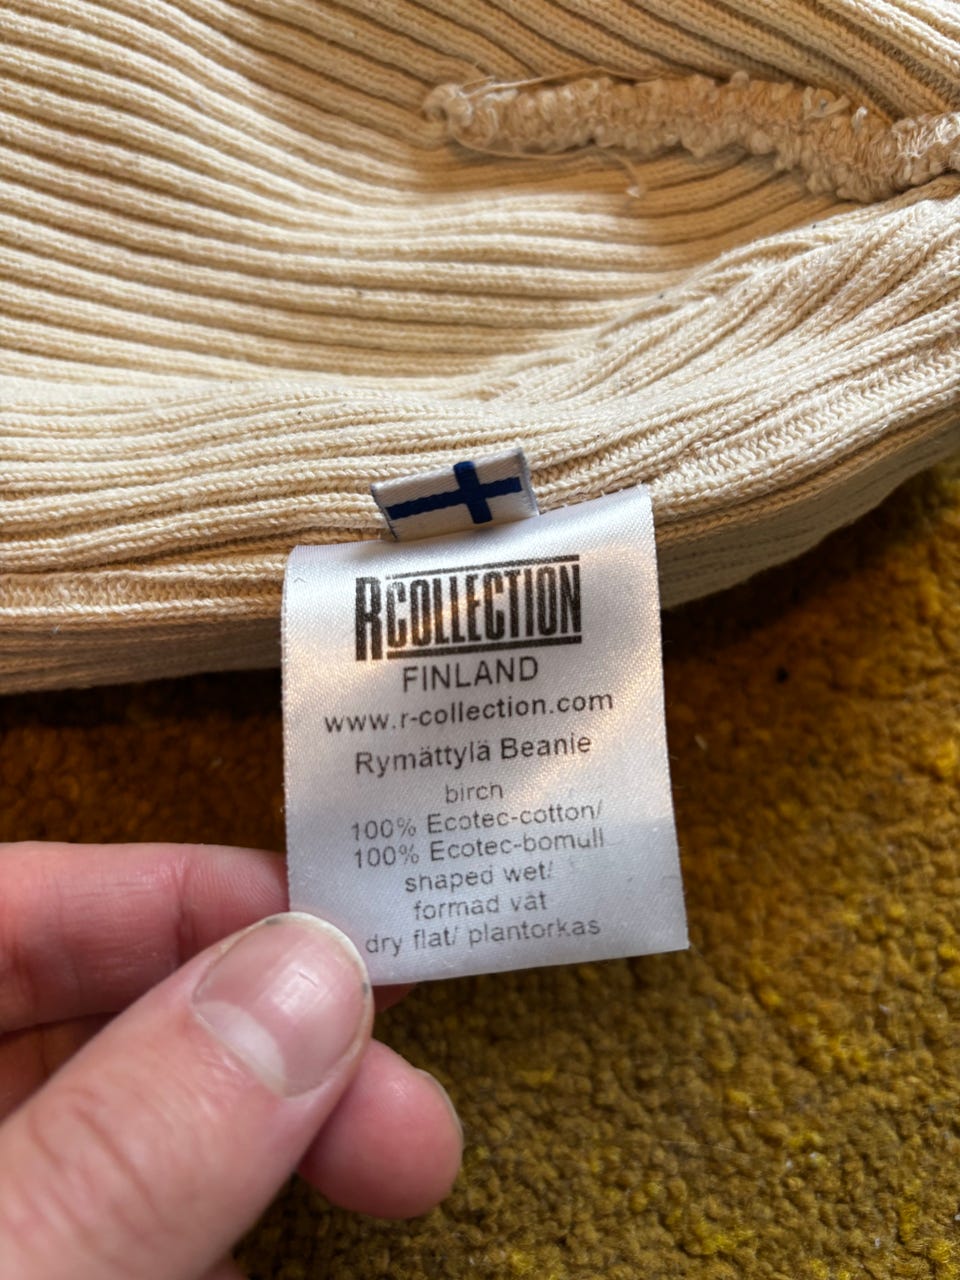 RCOLLECTION
FINLAND
www.r-collection.com
Rymättylä Beanie
birch
100% Ecotec-cotton/
100% Ecotec-bomull
shaped wet/
formad våt
dry flat/ plantorkas